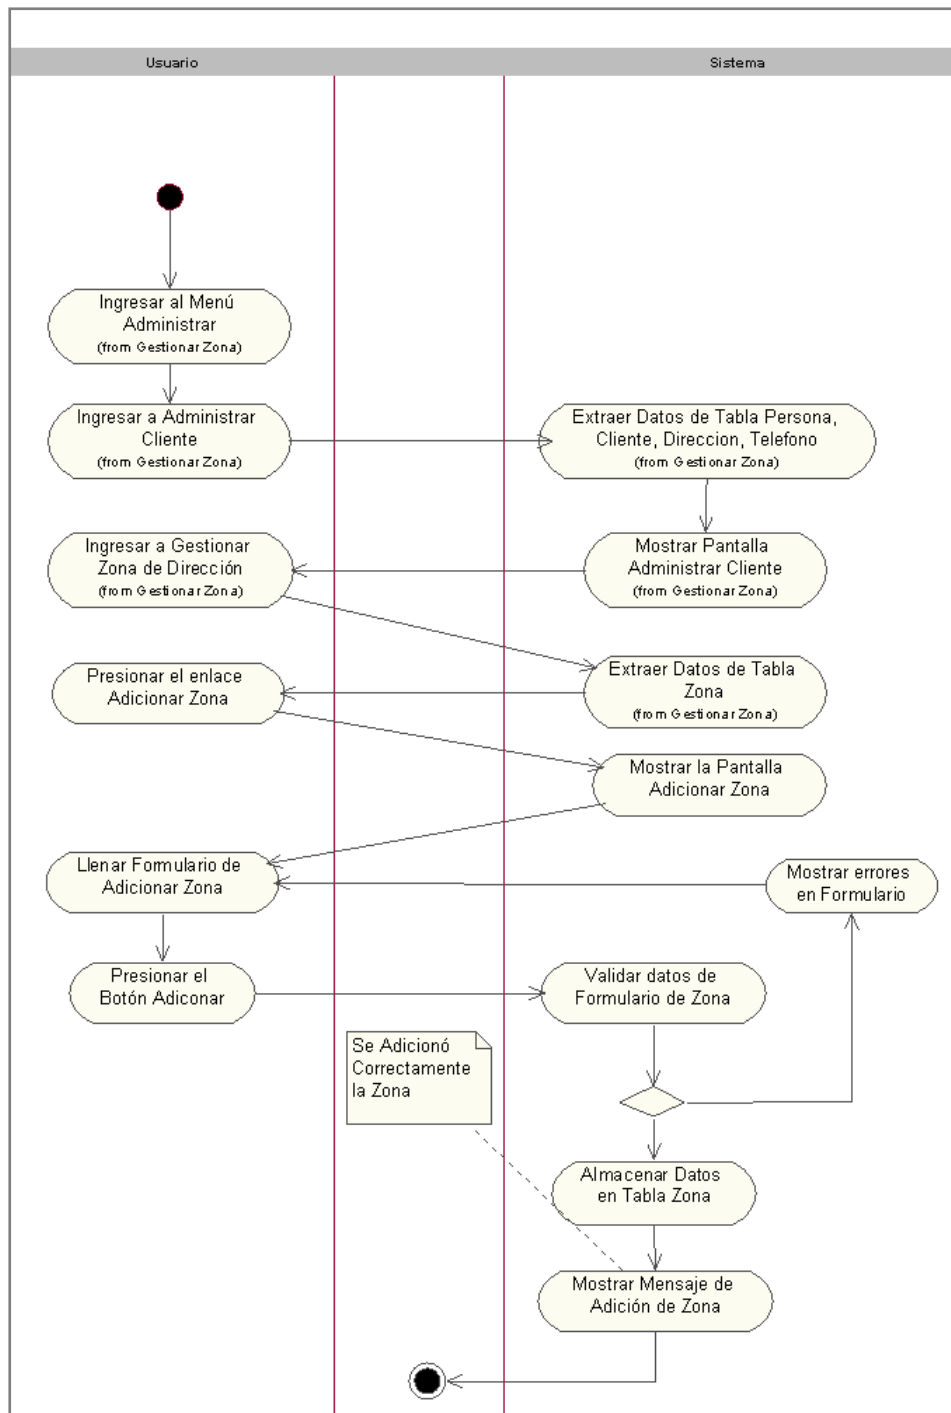 Usuario
Sistema
Ingresar al Menú
Administrar
(from Gestionar Zona)
Ingresar a Administrar
Cliente
(from Gestionar Zona)
Extraer Datos de Tabla Persona,
Cliente, Direccion, Telefono
(from Gestionar Zona)
Ingresar a Gestionar
Zona de Dirección
(from Gestionar Zona)
Mostrar Pantalla
Administrar Cliente
(from Gestionar Zona)
Presionar el enlace
Adicionar Zona
Extraer Datos de Tabla
Zona
(from Gestionar Zona)
Mostrar la Pantalla
Adicionar Zona
Llenar Formulario de
Adicionar Zona
Mostrar errores
en Formulario
Presionar el
Botón Adiconar
Validar datos de
Formulario de Zona
Se Adicionó
Correctamente
la Zona
Almacenar Datos
en Tabla Zona
Mostrar Mensaje de
Adición de Zona